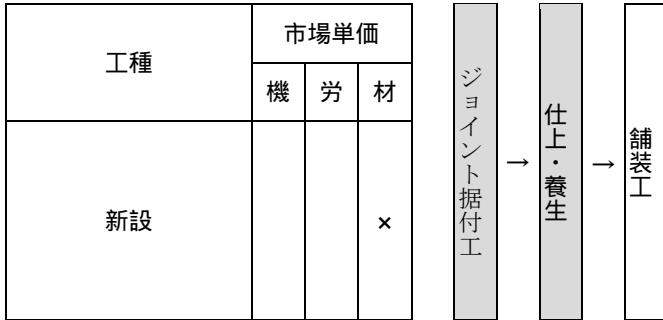 工種
市場単価
機 労 材
新設
×
ジョイント据付工
→
仕上・養生
→
舗装工